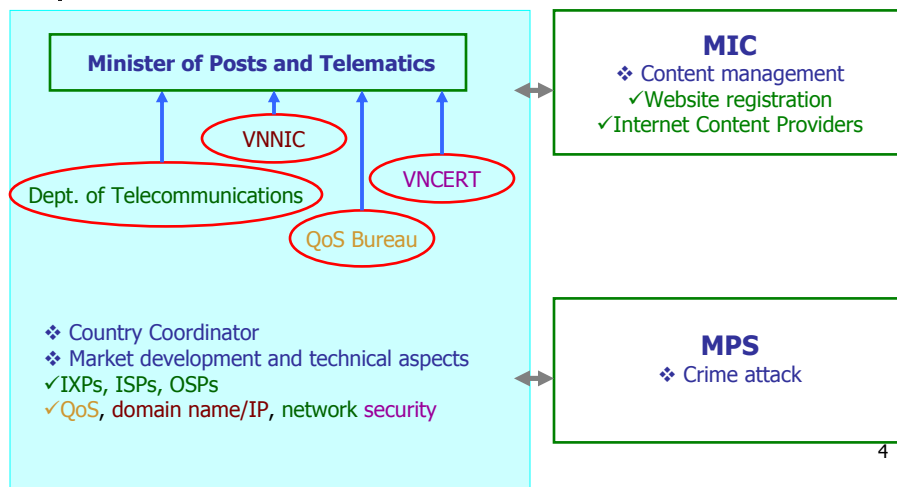 Minister of Posts and Telematics
VNNIC
Dept. of Telecommunications
VNCERT
QoS Bureau
❖ Country Coordinator
❖ Market development and technical aspects
✓IXPs, ISPs, OSPs
✓QoS, domain name/IP, network security
MIC
❖ Content management
✓Website registration
✓Internet Content Providers
MPS
❖ Crime attack
4